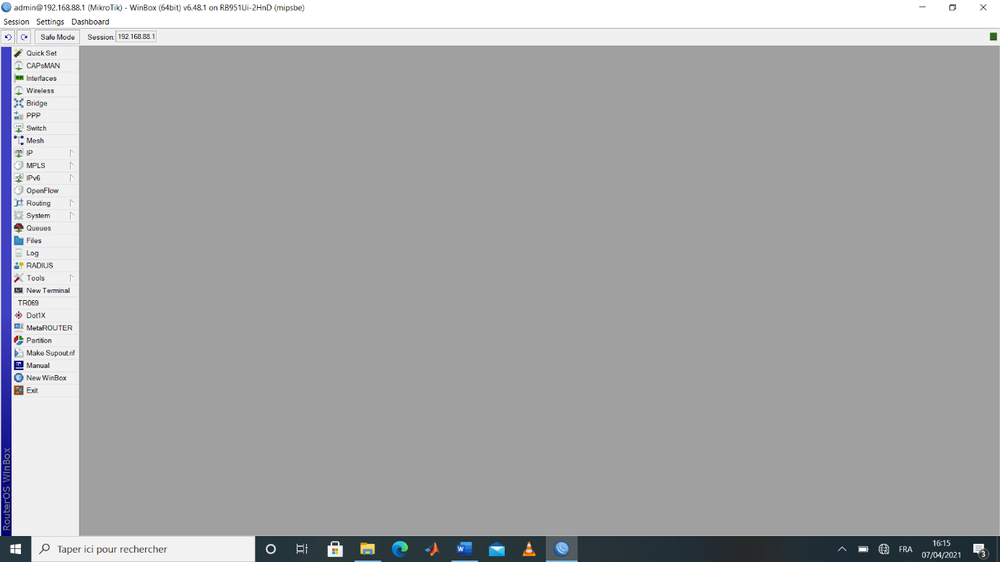 admin@192.168.88.1 (MikroTik) - WinBox (64bit) v6.48.1 on RB951Ui-2HnD (mipsbe)
Session Settings Dashboard
Safe Mode Session: 192.168.88.1
Quick Set
CAPsMAN
Interfaces
Wireless
Bridge
PPP
Switch
Mesh
IP
MPLS
IPv6
OpenFlow
Routing
System
Queues
Files
Log
RADIUS
Tools
New Terminal
TR069
Dot1X
MetaROUTER
Partition
Make Supout.rif
Manual
New WinBox
Exit
RouterOS WinBox
Taper ici pour rechercher
FRA
16:15
07/04/2021
3